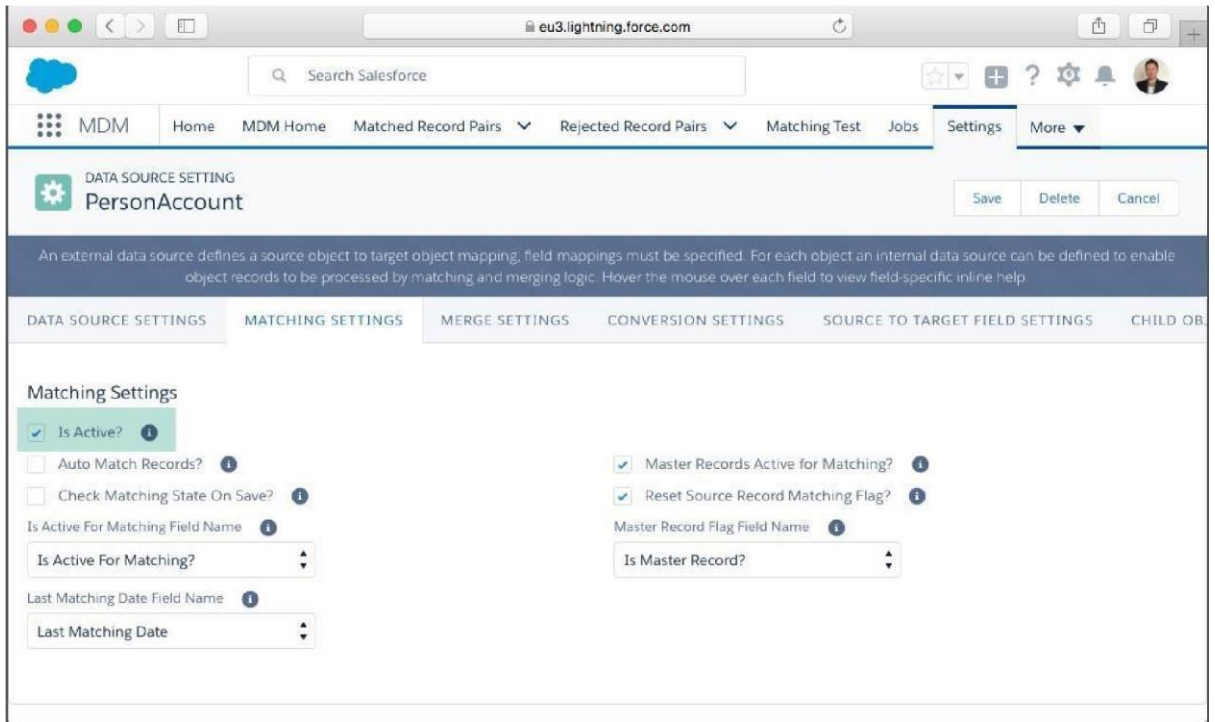 eu3.lightning.force.com
Search Salesforce
MDM Home MDM Home Matched Record Pairs Rejected Record Pairs Matching Test Jobs Settings More
DATA SOURCE SETTING
PersonAccount
Save Delete Cancel
An external data source defines a source object to target object mapping, field mappings must be specified. For each object an internal data source can be defined to enable
object records to be processed by matching and merging logic. Hover the mouse over each field to view field-specific inline help.
DATA SOURCE SETTINGS MATCHING SETTINGS MERGE SETTINGS CONVERSION SETTINGS SOURCE TO TARGET FIELD SETTINGS CHILD OB.
Matching Settings
Is Active?
Auto Match Records? Master Records Active for Matching?
Check Matching State On Save? Reset Source Record Matching Flag?
Is Active For Matching Field Name Master Record Flag Field Name
Is Active For Matching? Is Master Record?
Last Matching Date Field Name
Last Matching Date